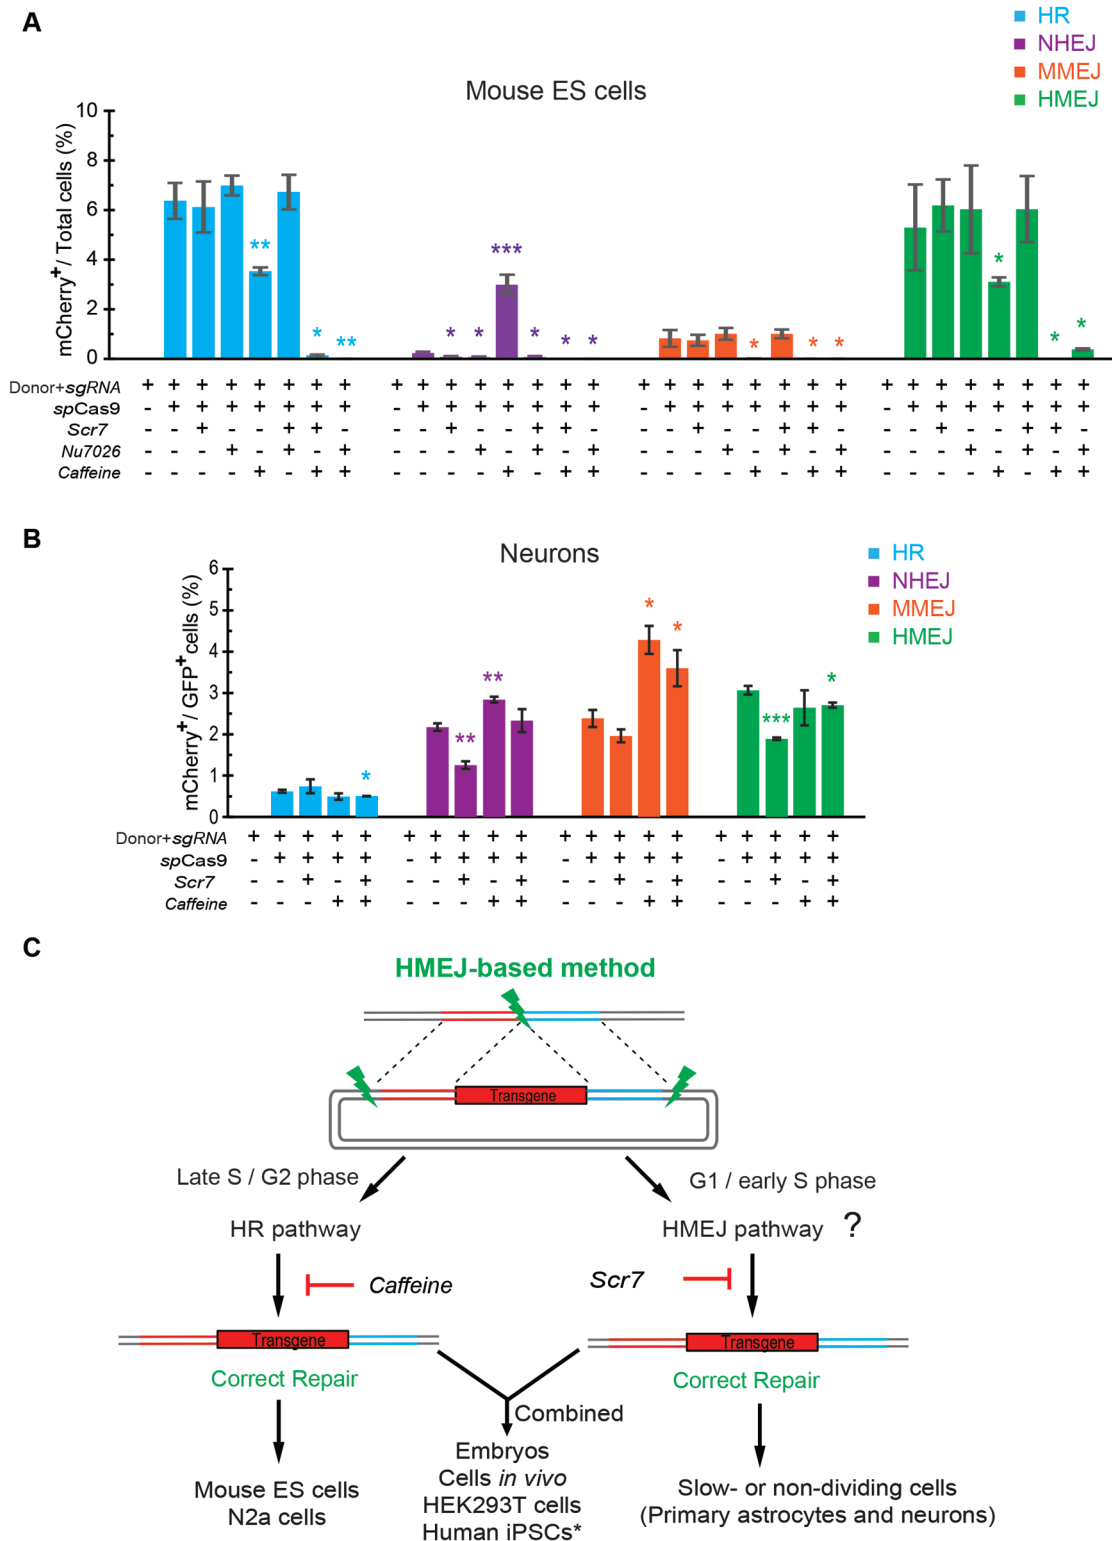 A
HR
NHEJ
MMEJ
HMEJ
Mouse ES cells
mCherry+/ Total cells (%)
10
8
6
4
2
0
** * ** *** * * * * * * * * * * *
Donor+sgRNA + + + + + + + + + + + + + + + + + + + + + + + + + + + + + + + +
spCas9 - + + + + + + + - + + + + + + + - + + + + + + + - + + + + + + +
Scr7 - - + - - + + - - - + - - + + - - - + - - + + - - - + - - + + -
Nu7026 - - - + - + - + - - - + - + - + - - - + - + - + - - - + - + - +
Caffeine - - - - + - + + - - - - + - + + - - - - + - + + - - - - + - + +
B
Neurons
HR
NHEJ
MMEJ
HMEJ
mCherry+/ GFP+cells (%)
6
5
4
3
2
1
0
* ** ** * * *** *
Donor+sgRNA + + + + + + + + + + + + + + + + + + + +
spCas9 - + + + + - + + + + - + + + + - + + + +
Scr7 - - + - + - - + - + - - + - + - - + - +
Caffeine - - - + + - - - + + - - - + + - - - + +
C
HMEJ-based method
Transgene
Late S / G2 phase
G1 / early S phase
HR pathway
HMEJ pathway ?
Caffeine
Scr7
Transgene
Transgene
Correct Repair
Correct Repair
Combined
Mouse ES cells
N2a cells
Embryos
Cells in vivo
HEK293T cells
Human iPSCs*
Slow- or non-dividing cells
(Primary astrocytes and neurons)